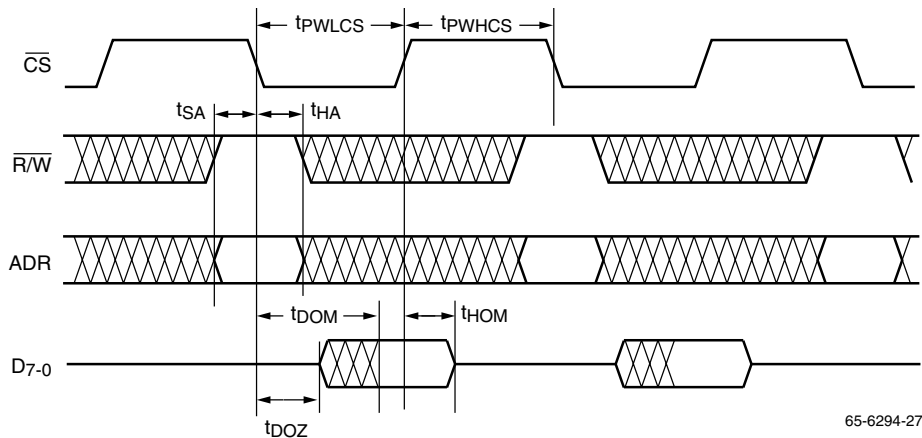 tPWLCS tPWHCS
CS
tSA tHA
R/W
ADR
tDOM tHOM
D7-0
tDOZ
65-6294-27